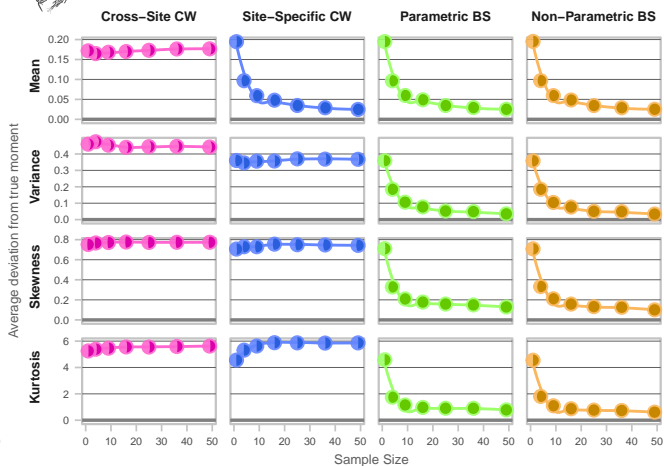 Cross−Site CW Site−Specific CW Parametric BS Non−Parametric BS
Average deviation from true moment
Mean
0.20
0.15
0.10
0.05
0.00
Variance
0.4
0.3
0.2
0.1
0.0
Skewness
0.8
0.6
0.4
0.2
0.0
Kurtosis
6
4
2
0
0 10 20 30 40 50 0 10 20 30 40 50 0 10 20 30 40 50 0 10 20 30 40 50
Sample Size